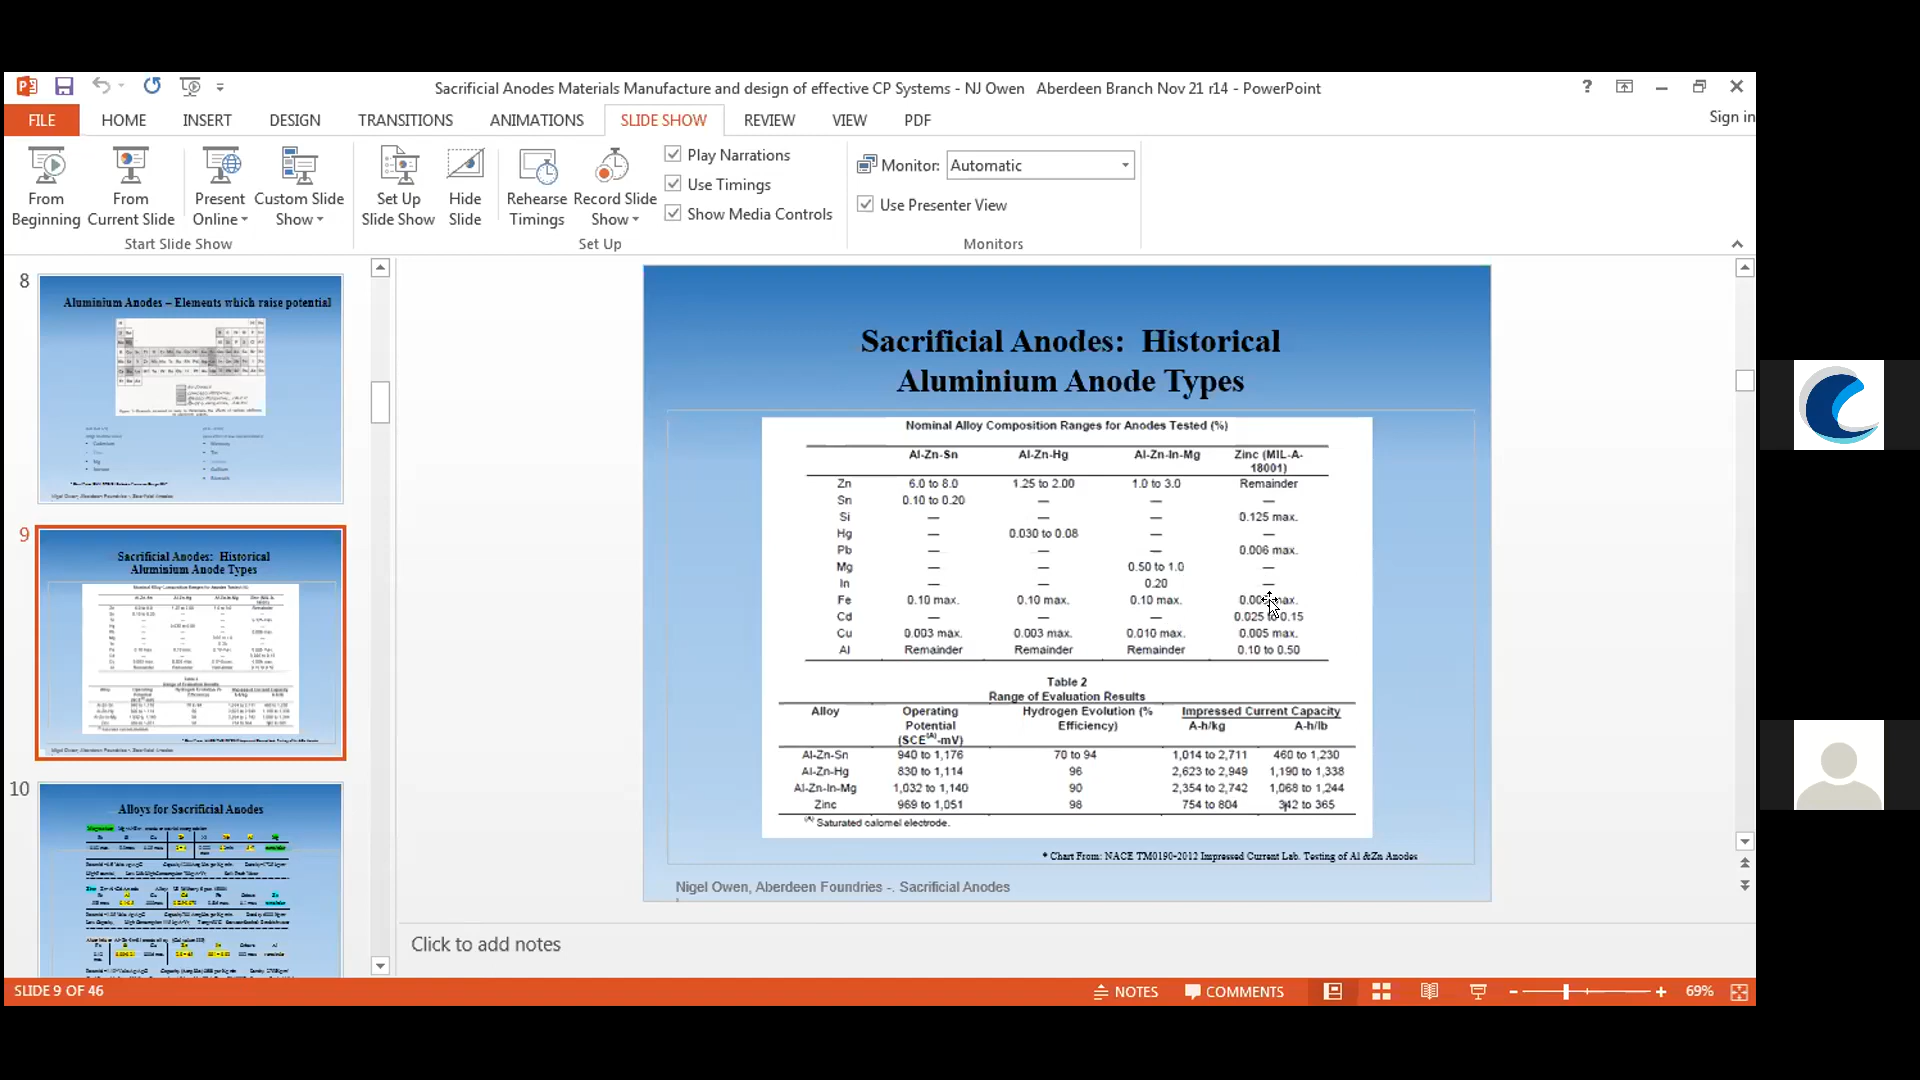 Sacrificial Anodes Materials Manufacture and design of effective CP Systems - NJ Owen   Aberdeen Branch Nov 21 r14 - PowerPoint
?
FILE HOME INSERT DESIGN TRANSITIONS ANIMATIONS SLIDE SHOW REVIEW VIEW PDF Sign in
From Beginning
From Current Slide
Present Online
Custom Slide Show
Start Slide Show
Set Up Slide Show
Hide Slide
Rehearse Timings
Record Slide Show
Play Narrations
Use Timings
Show Media Controls
Set Up
Monitor: Automatic
Use Presenter View
Monitors
8
Aluminium Anodes – Elements which raise potential
9
Sacrificial Anodes: Historical
Aluminium Anode Types
10
Alloys for Sacrificial Anodes
Sacrificial Anodes: Historical
Aluminium Anode Types
Nominal Alloy Composition Ranges for Anodes Tested (%)
Al-Zn-Sn Al-Zn-Hg Al-Zn-In-Mg Zinc (MIL-A-
18001)
Zn 6.0 to 8.0 1.25 to 2.00 1.0 to 3.0 Remainder
Sn 0.10 to 0.20 — — —
Si — — — 0.125 max.
Hg — 0.030 to 0.08 — —
Pb — — — 0.006 max.
Mg — — 0.50 to 1.0 —
In — — 0.20 —
Fe 0.10 max. 0.10 max. 0.10 max. max.
Cd — — — 0.025 to 0.15
Cu 0.003 max. 0.003 max. 0.010 max. 0.005 max.
Al Remainder Remainder Remainder 0.10 to 0.50
Table 2
Range of Evaluation Results
Alloy Operating Hydrogen Evolution (% Impressed Current Capacity
Potential Efficiency) A-h/kg A-h/lb
(SCE(A)-mV)
Al-Zn-Sn 940 to 1,176 70 to 94 1,014 to 2,711 460 to 1,230
Al-Zn-Hg 830 to 1,114 96 2,623 to 2,949 1,190 to 1,338
Al-Zn-In-Mg 1,032 to 1,140 90 2,354 to 2,742 1,068 to 1,244
Zinc 969 to 1,051 98 754 to 804 342 to 365
(A) Saturated calomel electrode.
* Chart From: NACE TM0190-2012 Impressed Current Lab. Testing of Al &Zn Anodes
Nigel Owen, Aberdeen Foundries -. Sacrificial Anodes
Click to add notes
SLIDE 9 OF 46 NOTES COMMENTS 69%